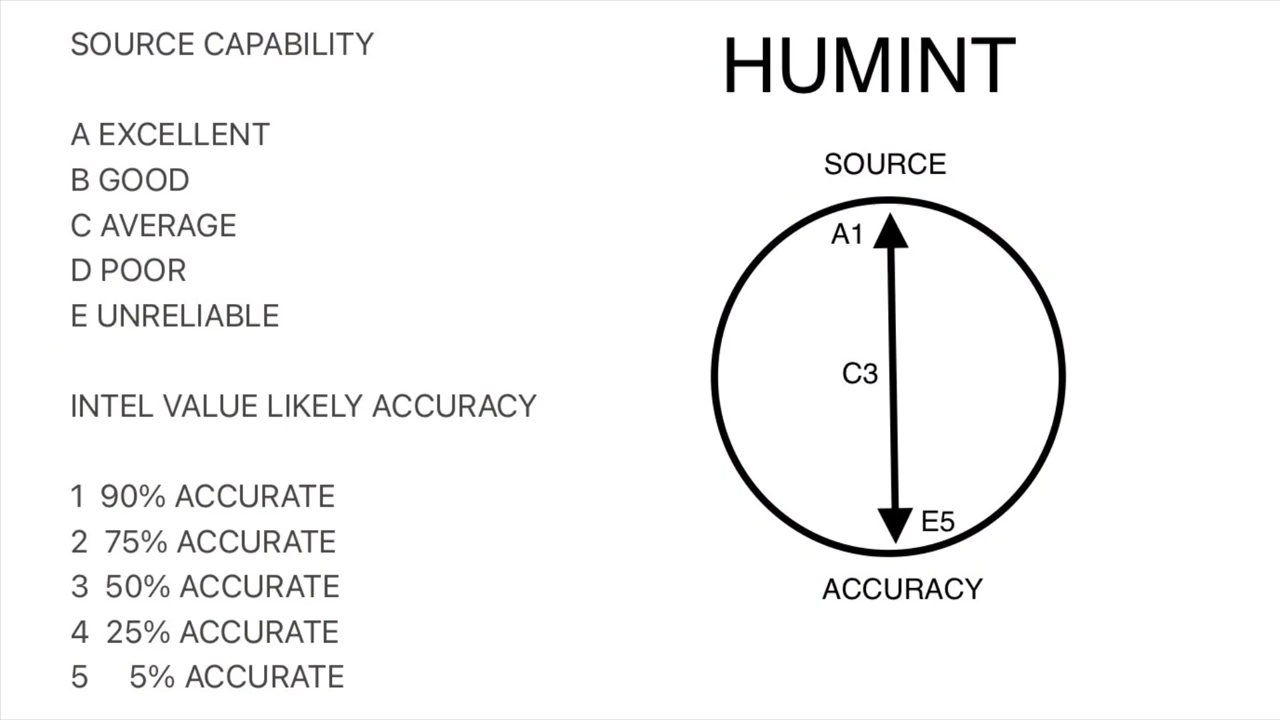 SOURCE CAPABILITY
A EXCELLENT
B GOOD
C AVERAGE
D POOR
E UNRELIABLE
INTEL VALUE LIKELY ACCURACY
1 90% ACCURATE
2 75% ACCURATE
3 50% ACCURATE
4 25% ACCURATE
5 5% ACCURATE
HUMINT
SOURCE
A1
C3
E5
ACCURACY